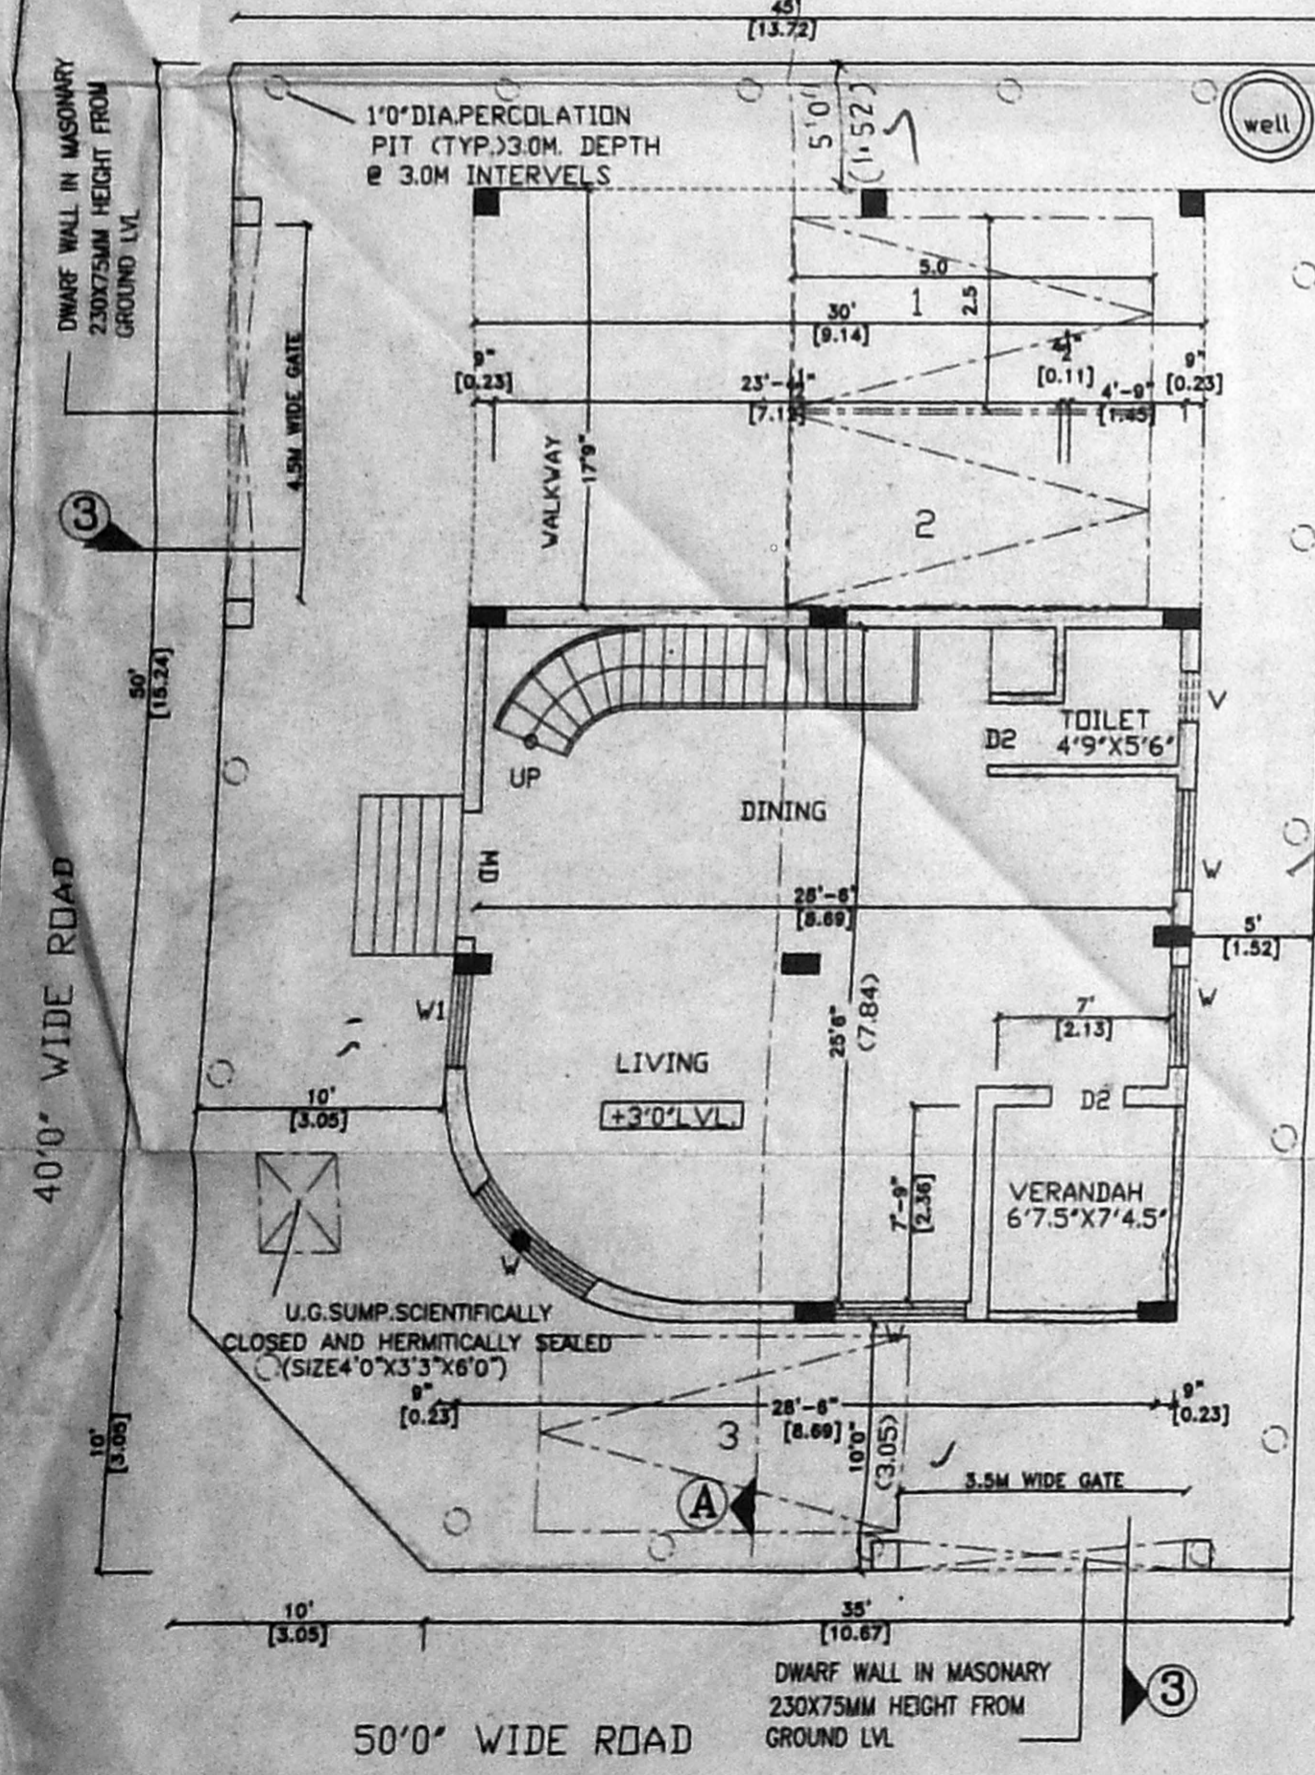 45'
[13.72]
DWARF WALL IN MASONARY
230X75MM HEIGHT FROM
GROUND LVL
1'0"DIA.PERCOLATION
PIT (TYP.)3.0M. DEPTH
@ 3.0M INTERVELS
5'0"
(1.52)
well
5.0
1
2.5
30'
[9.14]
9"
[0.23]
[0.11]
4'-9"
[1.45]
9"
[0.23]
4.5M WIDE GATE
WALKWAY
17'9"
3
2
50'
[15.24]
V
TOILET
4'9"X5'6"
D2
UP
DINING
MD
W
[8.69]
5'
[1.52]
W1
W
7'
[2.13]
25'6"
(7.84)
40'0" WIDE ROAD
LIVING
+3'0"LVL.
10'
[3.05]
D2
VERANDAH
6'7.5"X7'4.5"
7'-9"
[2.36]
W
U.G.SUMP.SCIENTIFICALLY
CLOSED AND HERMITICALLY SEALED
(SIZE4'0"X3'3"X6'0")
W
9"
[0.23]
28'-6"
[8.69]
9"
[0.23]
10'
[3.05]
3
10'0"
(3.05)
A
3.5M WIDE GATE
10'
[3.05]
35'
[10.67]
DWARF WALL IN MASONARY
230X75MM HEIGHT FROM
GROUND LVL
3
50'0" WIDE ROAD